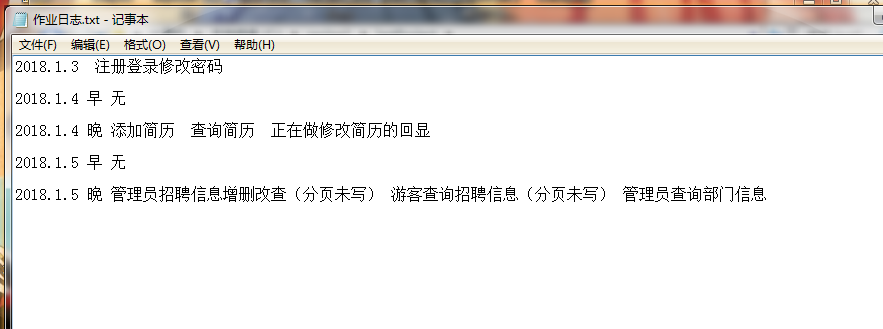 作业日志.txt - 记事本
文件(F) 编辑(E) 格式(O) 查看(V) 帮助(H)
2018.1.3  注册登录修改密码
2018.1.4 早 无
2018.1.4 晚 添加简历  查询简历  正在做修改简历的回显
2018.1.5 早 无
2018.1.5 晚 管理员招聘信息增删改查（分页未写） 游客查询招聘信息（分页未写） 管理员查询部门信息